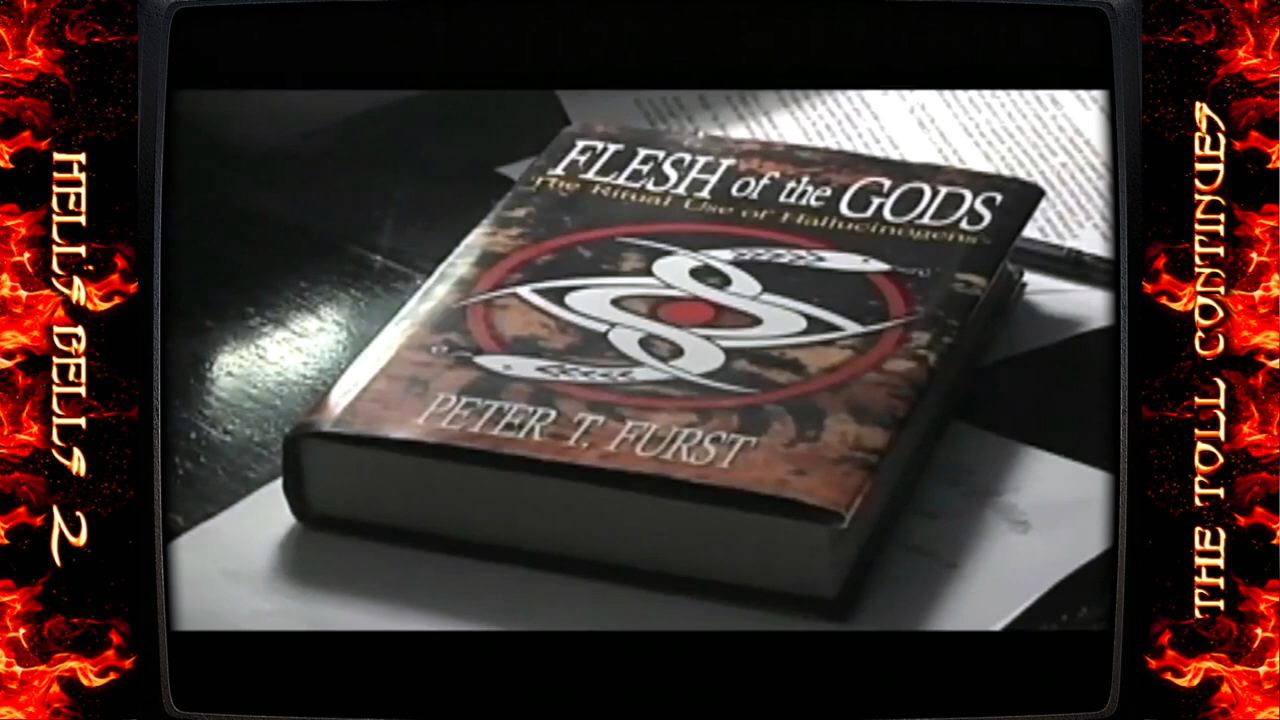 HELL'S BELLS 2
FLESH of the GODS
The Ritual Use of Hallucinogens
PETER T. FURST
THE TOLL CONTINUES